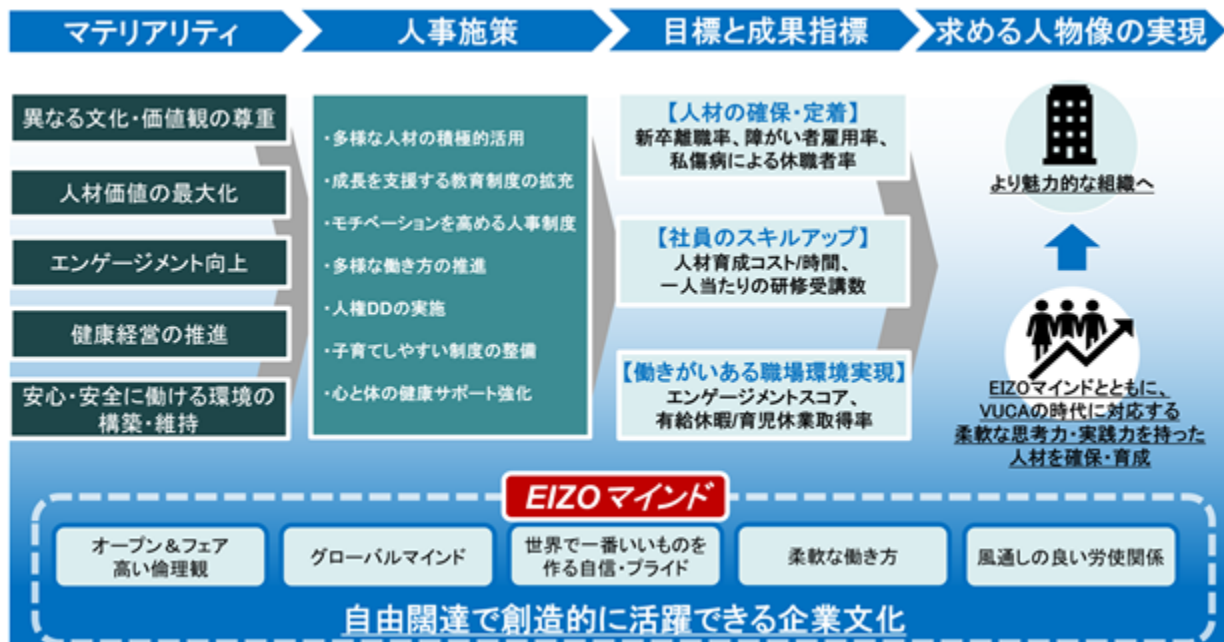 マテリアリティ
人事施策
目標と成果指標
求める人物像の実現
異なる文化・価値観の尊重
人材価値の最大化
エンゲージメント向上
健康経営の推進
安心・安全に働ける環境の
構築・維持
・多様な人材の積極的活用
・成長を支援する教育制度の拡充
・モチベーションを高める人事制度
・多様な働き方の推進
・人権DDの実施
・子育てしやすい制度の整備
・心と体の健康サポート強化
【人材の確保・定着】
新卒離職率、障がい者雇用率、
私傷病による休職者率
【社員のスキルアップ】
人材育成コスト/時間、
一人当たりの研修受講数
【働きがいある職場環境実現】
エンゲージメントスコア、
有給休暇/育児休業取得率
より魅力的な組織へ
EIZOマインドとともに、
VUCAの時代に対応する
柔軟な思考力・実践力を持った
人材を確保・育成
EIZOマインド
オープン＆フェア
高い倫理観
グローバルマインド
世界で一番いいものを
作る自信・プライド
柔軟な働き方
風通しの良い労使関係
自由闊達で創造的に活躍できる企業文化